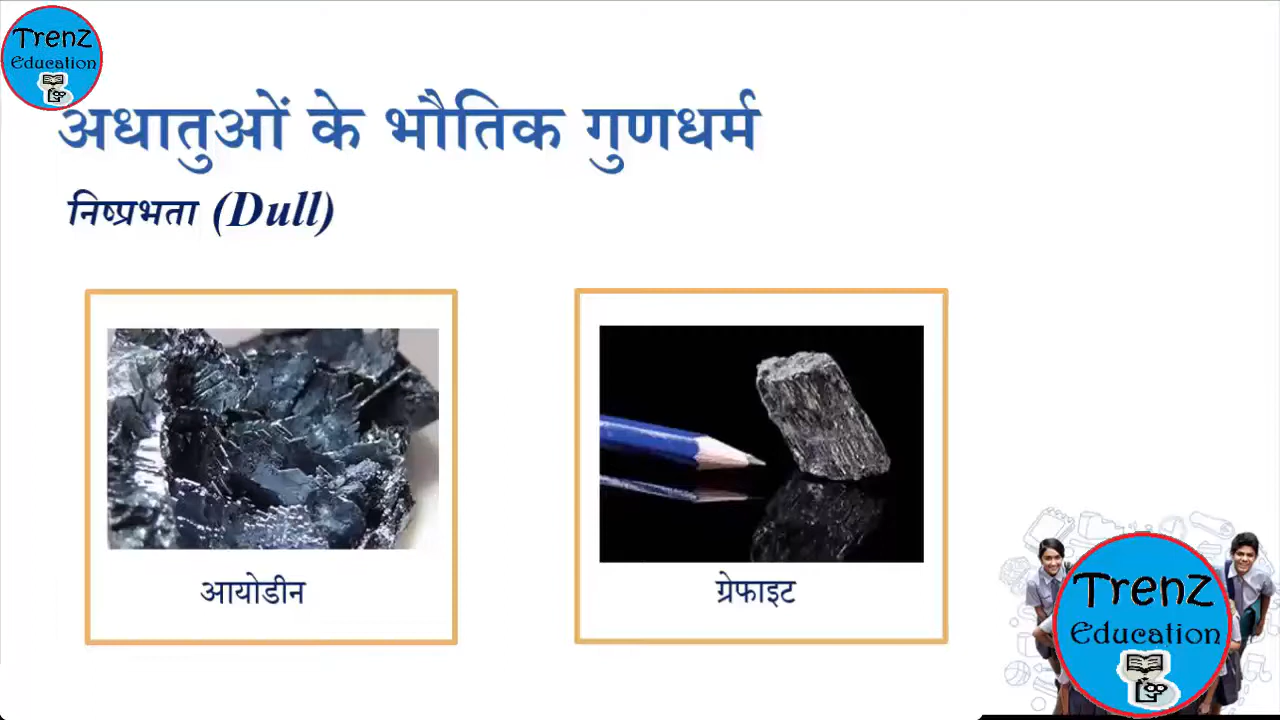 Trenz
Education
अधातुओं के भौतिक गुणधर्म
निष्प्रभता (Dull)
आयोडीन
ग्रेफाइट
Trenz
Education